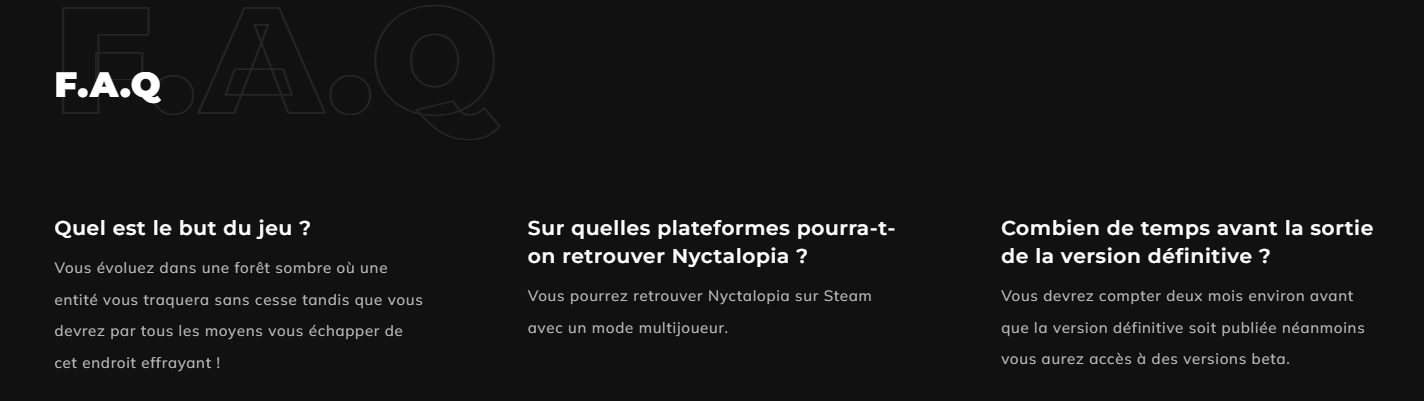 F.A.Q
F.A.Q
Quel est le but du jeu ?
Vous évoluez dans une forêt sombre où une
entité vous traquera sans cesse tandis que vous
devrez par tous les moyens vous échapper de
cet endroit effrayant !
Sur quelles plateformes pourra-t-
on retrouver Nyctalopia ?
Vous pourrez retrouver Nyctalopia sur Steam
avec un mode multijoueur.
Combien de temps avant la sortie
de la version définitive ?
Vous devrez compter deux mois environ avant
que la version définitive soit publiée néanmoins
vous aurez accès à des versions beta.